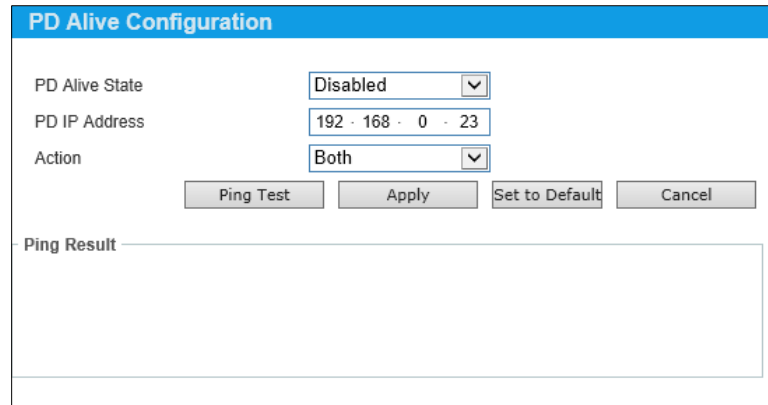 PD Alive Configuration
PD Alive State Disabled
PD IP Address 192 · 168 · 0 · 23
Action Both
Ping Test Apply Set to Default Cancel
Ping Result